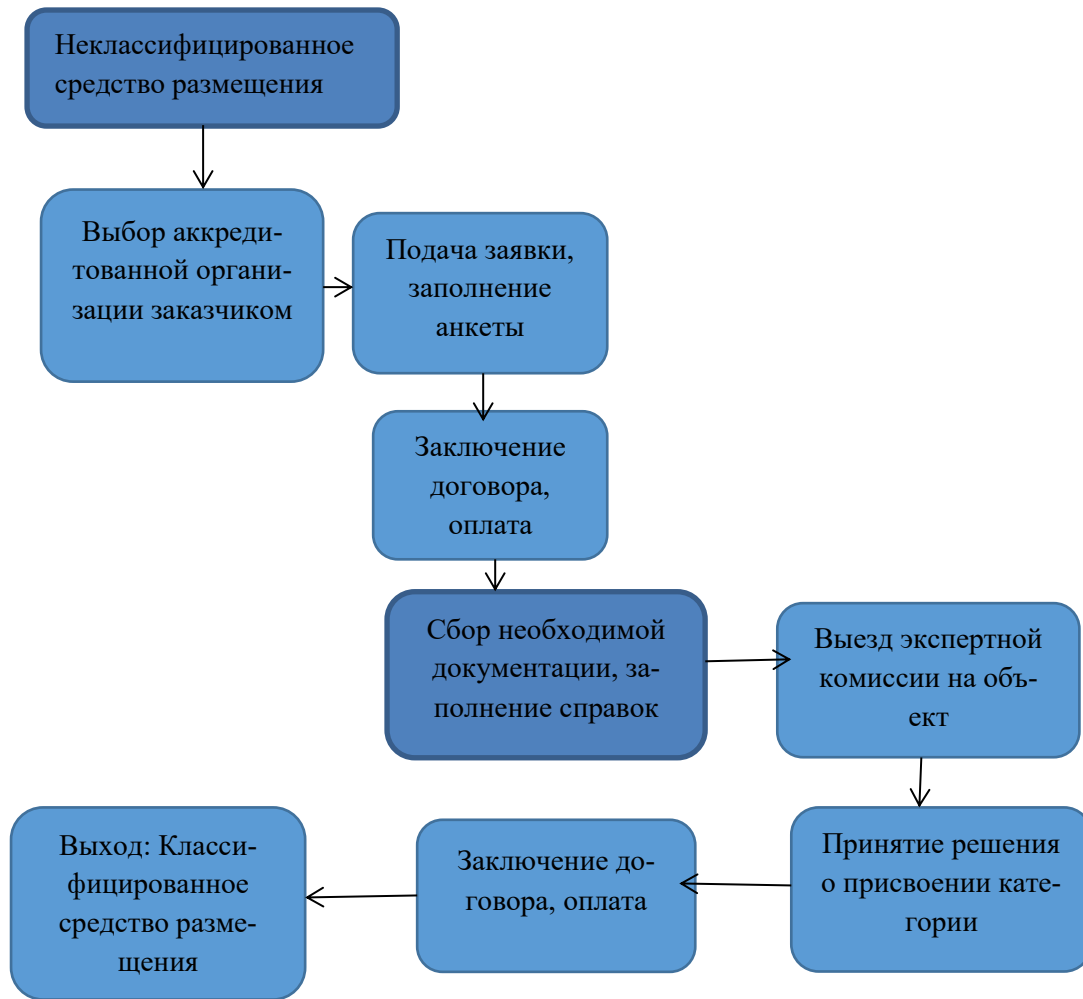 Неклассифицированное
средство размещения
Выбор аккреди-
тованной органи-
зации заказчиком
Подача заявки,
заполнение
анкеты
Заключение
договора,
оплата
Сбор необходимой
документации, за-
полнение справок
Выезд экспертной
комиссии на объ-
ект
Принятие решения
о присвоении кате-
гории
Заключение до-
говора, оплата
Выход: Класси-
фицированное
средство разме-
щения